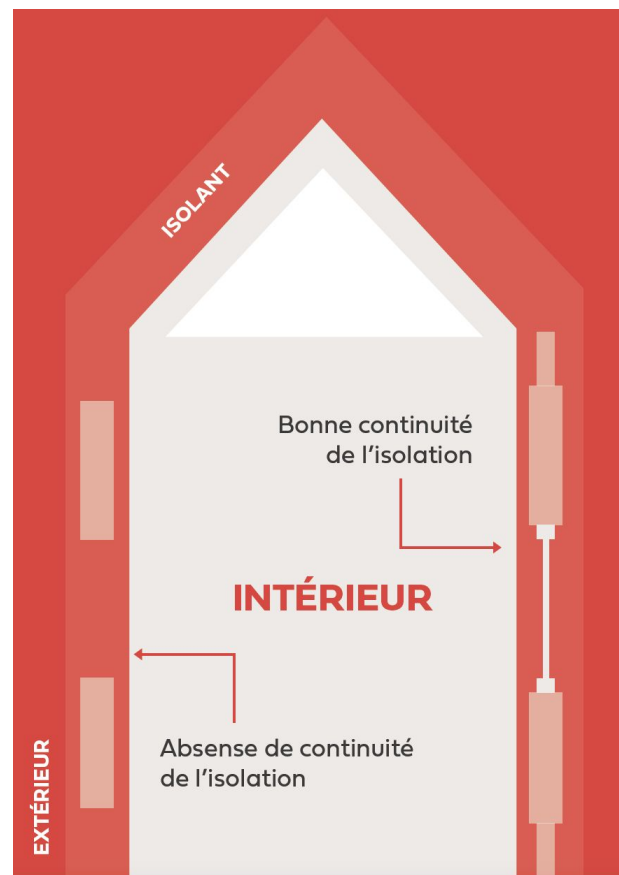 ISOLANT
Bonne continuité
de l'isolation
INTÉRIEUR
Absense de continuité
de l'isolation
EXTÉRIEUR